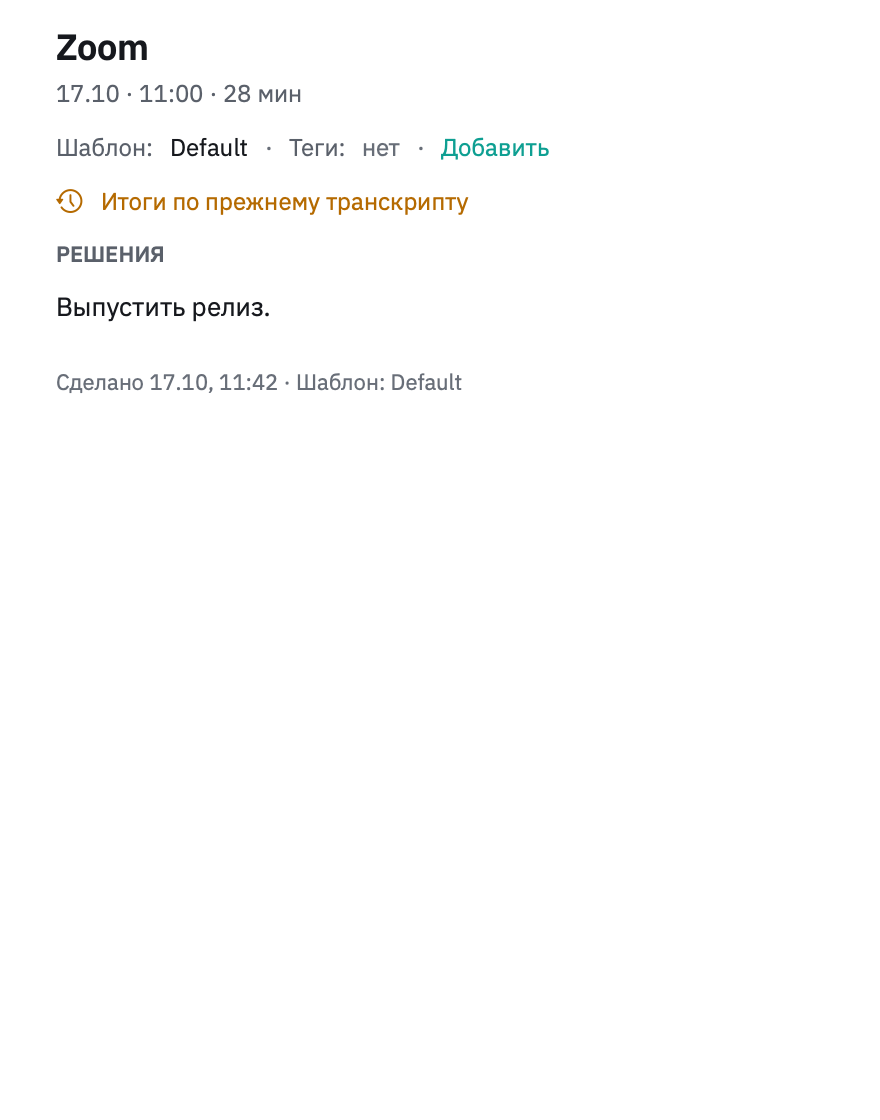 Zoom
17.10 · 11:00 · 28 мин
Шаблон: Default · Теги: нет · Добавить
Итоги по прежнему транскрипту
РЕШЕНИЯ
Выпустить релиз.
Сделано 17.10, 11:42 · Шаблон: Default